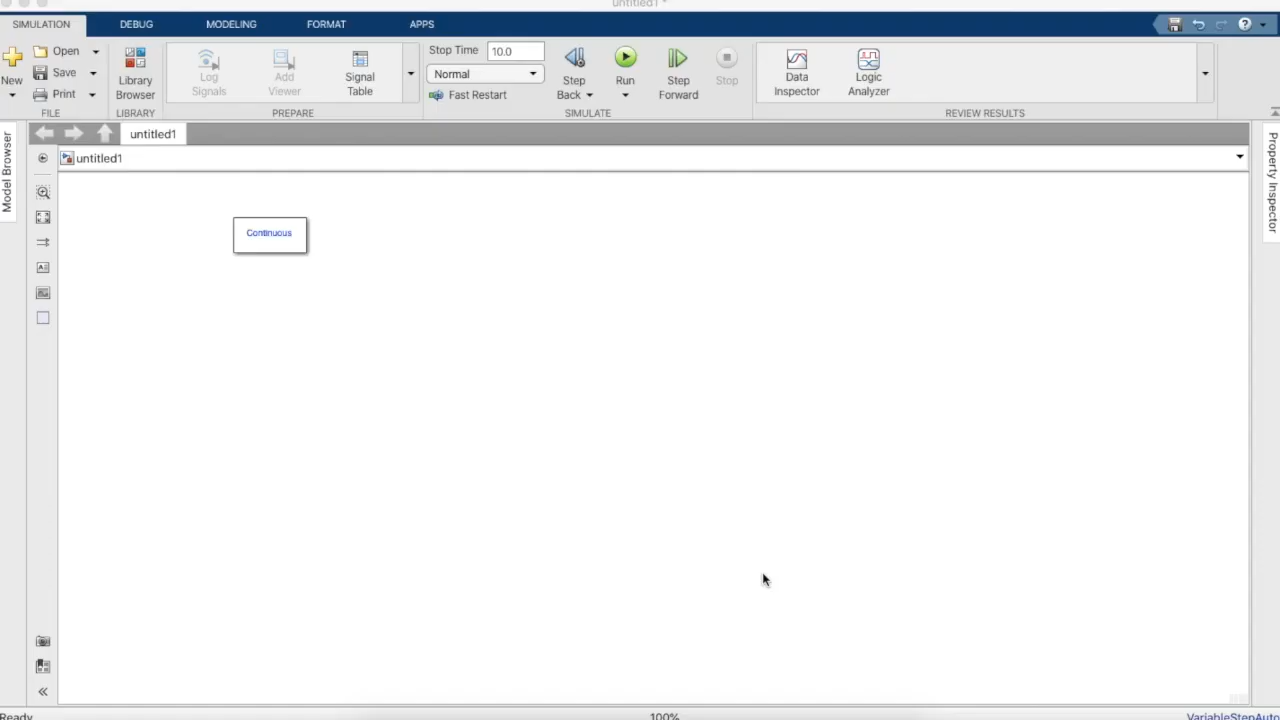 untitled1 *
SIMULATION DEBUG MODELING FORMAT APPS
New
Open
Save
Print
FILE
Library Browser
LIBRARY
Log Signals
Add Viewer
Signal Table
PREPARE
Stop Time 10.0
Normal
Fast Restart
Step Back
Run
Step Forward
Stop
SIMULATE
Data Inspector
Logic Analyzer
REVIEW RESULTS
Model Browser
untitled1
untitled1
Continuous
Property Inspector
Ready 100% VariableStepAuto